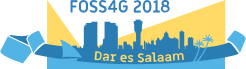 FOSS4G 2018
Dar es Salaam